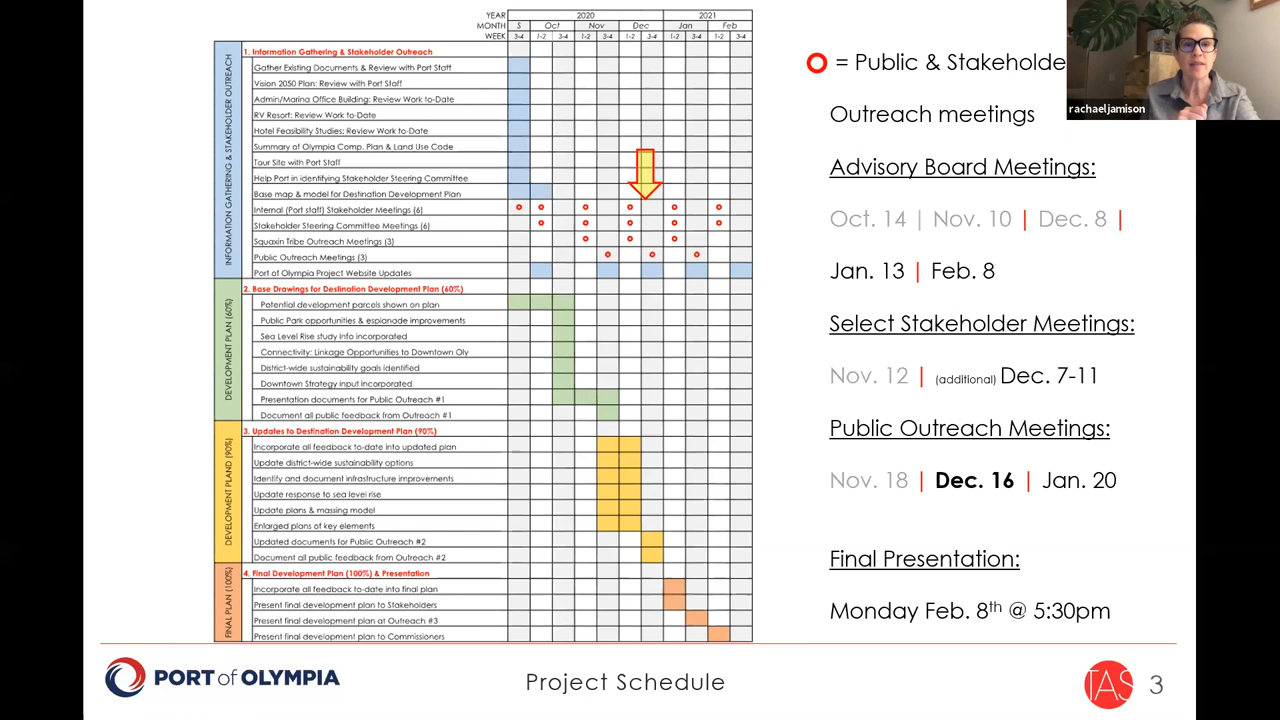 YEAR 2020 2021
MONTH S Oct Nov Dec Jan Feb
WEEK 3-4 1-2 3-4 1-2 3-4 1-2 3-4 1-2 3-4 1-2 3-4
INFORMATION GATHERING & STAKEHOLDER OUTREACH
1. Information Gathering & Stakeholder Outreach
Gather Existing Documents & Review with Port Staff
Vision 2050 Plan: Review with Port Staff
Admin/Marina Office Building: Review Work to-Date
RV Resort: Review Work to-Date
Hotel Feasibility Studies: Review Work to-Date
Summary of Olympia Comp. Plan & Land Use Code
Tour Site with Port Staff
Help Port in identifying Stakeholder Steering Committee
Base map & model for Destination Development Plan
Internal (Port staff) Stakeholder Meetings (6)
Stakeholder Steering Committee Meetings (6)
Squaxin Tribe Outreach Meetings (3)
Public Outreach Meetings (3)
Port of Olympia Project Website Updates
DEVELOPMENT PLAN (60%)
2. Base Drawings for Destination Development Plan (60%)
Potential development parcels shown on plan
Public Park opportunities & esplanade improvements
Sea Level Rise study info incorporated
Connectivity: Linkage Opportunities to Downtown Oly
District-wide sustainability goals identified
Downtown Strategy input incorporated
Presentation documents for Public Outreach #1
Document all public feedback from Outreach #1
DEVELOPMENT PLAND (90%)
3. Updates to Destination Development Plan (90%)
Incorporate all feedback to-date into updated plan
Update district-wide sustainability options
Identify and document infrastructure improvements
Update response to sea level rise
Update plans & massing model
Enlarged plans of key elements
Updated documents for Public Outreach #2
Document all public feedback from Outreach #2
FINAL PLAN (100%)
4. Final Development Plan (100%) & Presentation
Incorporate all feedback to-date into final plan
Present final development plan to Stakeholders
Present final development plan at Outreach #3
Present final development plan to Commissioners
= Public & Stakeholde
Outreach meetings
Advisory Board Meetings:
Oct. 14 | Nov. 10 | Dec. 8 |
Jan. 13 | Feb. 8
Select Stakeholder Meetings:
Nov. 12 | (additional) Dec. 7-11
Public Outreach Meetings:
Nov. 18 | Dec. 16 | Jan. 20
Final Presentation:
Monday Feb. 8th @ 5:30pm
rachaeljamison
PORT of OLYMPIA
Project Schedule
TAS
3